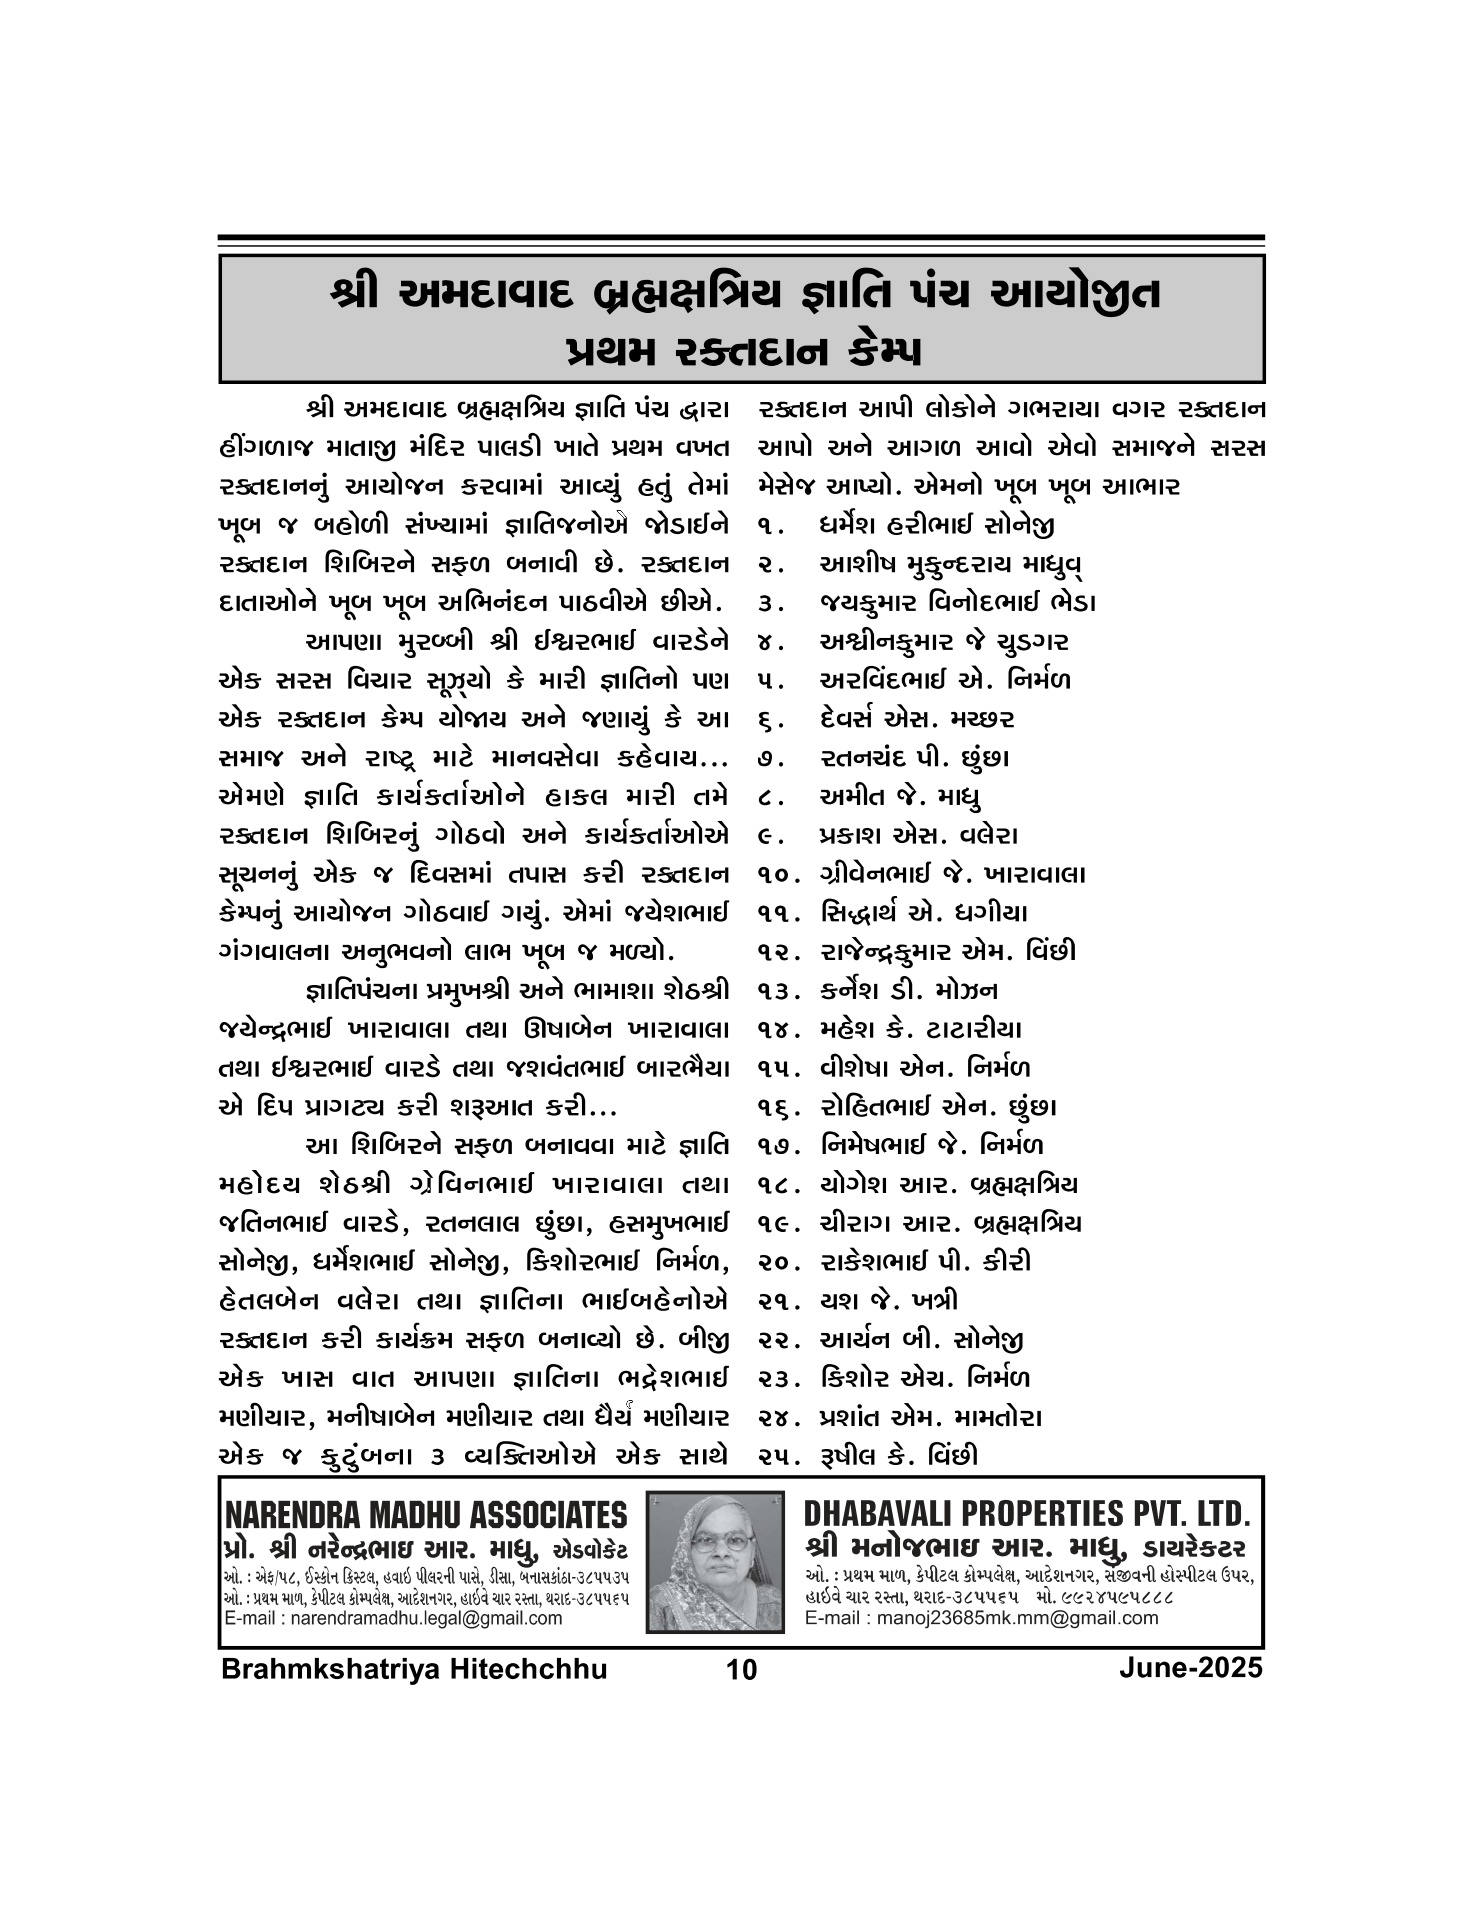 શ્રી અમદાવાદ બ્રહ્મક્ષત્રિય જ્ઞાતિ પંચ આયોજીત
પ્રથમ રક્તદાન કેમ્પ
શ્રી અમદાવાદ બ્રહ્મક્ષત્રિય જ્ઞાતિ પંચ દ્વારા
હીંગળાજ માતાજી મંદિર પાલડી ખાતે પ્રથમ વખત
રક્તદાનનું આયોજન કરવામાં આવ્યું હતું તેમાં
ખૂબ જ બહોળી સંખ્યામાં જ્ઞાતિજનોએ જોડાઈને
રક્તદાન શિબિરને સફળ બનાવી છે. રક્તદાન
દાતાઓને ખૂબ ખૂબ અભિનંદન પાઠવીએ છીએ.
આપણા મુરબ્બી શ્રી ઈશ્વરભાઈ વારડેને
એક સરસ વિચાર સૂઝ્યો કે મારી જ્ઞાતિનો પણ
એક રક્તદાન કેમ્પ યોજાય અને જણાયું કે આ
સમાજ અને રાષ્ટ્ર માટે માનવસેવા કહેવાય...
એમણે જ્ઞાતિ કાર્યકર્તાઓને હાકલ મારી તમે
રક્તદાન શિબિરનું ગોઠવો અને કાર્યકર્તાઓએ
સૂચનનું એક જ દિવસમાં તપાસ કરી રક્તદાન
કેમ્પનું આયોજન ગોઠવાઈ ગયું. એમાં જયેશભાઈ
ગંગવાલના અનુભવનો લાભ ખૂબ જ મળ્યો.
જ્ઞાતિપંચના પ્રમુખશ્રી અને ભામાશા શેઠશ્રી
જયેન્દ્રભાઈ ખારાવાલા તથા ઊષાબેન ખારાવાલા
તથા ઈશ્વરભાઈ વારડે તથા જશવંતભાઈ બારભૈયા
એ દિપ પ્રાગટ્ય કરી શરૂઆત કરી...
આ શિબિરને સફળ બનાવવા માટે જ્ઞાતિ
મહોદય શેઠશ્રી ગ્રેવિનભાઈ ખારાવાલા તથા
જતિનભાઈ વારડે, રતનલાલ છુંછા, હસમુખભાઈ
સોનેજી, ધર્મેશભાઈ સોનેજી, કિશોરભાઈ નિર્મળ,
હેતલબેન વલેરા તથા જ્ઞાતિના ભાઈબહેનોએ
રક્તદાન કરી કાર્યક્રમ સફળ બનાવ્યો છે. બીજી
એક ખાસ વાત આપણા જ્ઞાતિના ભદ્રેશભાઈ
મણીયાર, મનીષાબેન મણીયાર તથા ધૈર્ય મણીયાર
એક જ કુટુંબના ૩ વ્યક્તિઓએ એક સાથે
રક્તદાન આપી લોકોને ગભરાયા વગર રક્તદાન
આપો અને આગળ આવો એવો સમાજને સરસ
મેસેજ આપ્યો. એમનો ખૂબ ખૂબ આભાર
૧. ધર્મેશ હરીભાઈ સોનેજી
૨. આશીષ મુકુન્દરાય માધુવ્
૩. જયકુમાર વિનોદભાઈ ભેડા
૪. અશ્વીનકુમાર જે ચુડગર
૫. અરવિંદભાઈ એ. નિર્મળ
૬. દેવર્સ એસ. મચ્છર
૭. રતનચંદ પી. છુંછા
૮. અમીત જે. માધુ
૯. પ્રકાશ એસ. વલેરા
૧૦. ગ્રીવેનભાઈ જે. ખારાવાલા
૧૧. સિદ્ધાર્થ એ. ધગીયા
૧૨. રાજેન્દ્રકુમાર એમ. વિંછી
૧૩. કર્નેશ ડી. મોઝન
૧૪. મહેશ કે. ટાટારીયા
૧૫. વીશેષા એન. નિર્મળ
૧૬. રોહિતભાઈ એન. છુંછા
૧૭. નિમેષભાઈ જે. નિર્મળ
૧૮. યોગેશ આર. બ્રહ્મક્ષત્રિય
૧૯. ચીરાગ આર. બ્રહ્મક્ષત્રિય
૨૦. રાકેશભાઈ પી. કીરી
૨૧. યશ જે. ખત્રી
૨૨. આર્યન બી. સોનેજી
૨૩. કિશોર એચ. નિર્મળ
૨૪. પ્રશાંત એમ. મામતોરા
૨૫. રૂષીલ કે. વિંછી
NARENDRA MADHU ASSOCIATES
પ્રો. શ્રી નરેન્દ્રભાઇ આર. માધુ, એડવોકેટ
ઓ. : એફ/૫૮, ઈસ્કોન ક્રિસ્ટલ, હવાઇ પીલરની પાસે, ડીસા, બનાસકાંઠા-૩૮૫૫૩૫
ઓ. : પ્રથમ માળ, કેપીટલ કોમ્પલેક્ષ, આદેશનગર, હાઇવે ચાર રસ્તા, થરાદ-૩૮૫૫૬૫
E-mail : narendramadhu.legal@gmail.com
DHABAVALI PROPERTIES PVT. LTD.
શ્રી મનોજભાઇ આર. માધુ, ડાયરેકટર
ઓ. : પ્રથમ માળ, કેપીટલ કોમ્પલેક્ષ, આદેશનગર, સંજીવની હોસ્પીટલ ઉપર,
હાઇવે ચાર રસ્તા, થરાદ-૩૮૫૫૬૫ મો. ૯૯૨૪૫૯૫૮૮૮
E-mail : manoj23685mk.mm@gmail.com
Brahmkshatriya Hitechchhu 10 June-2025